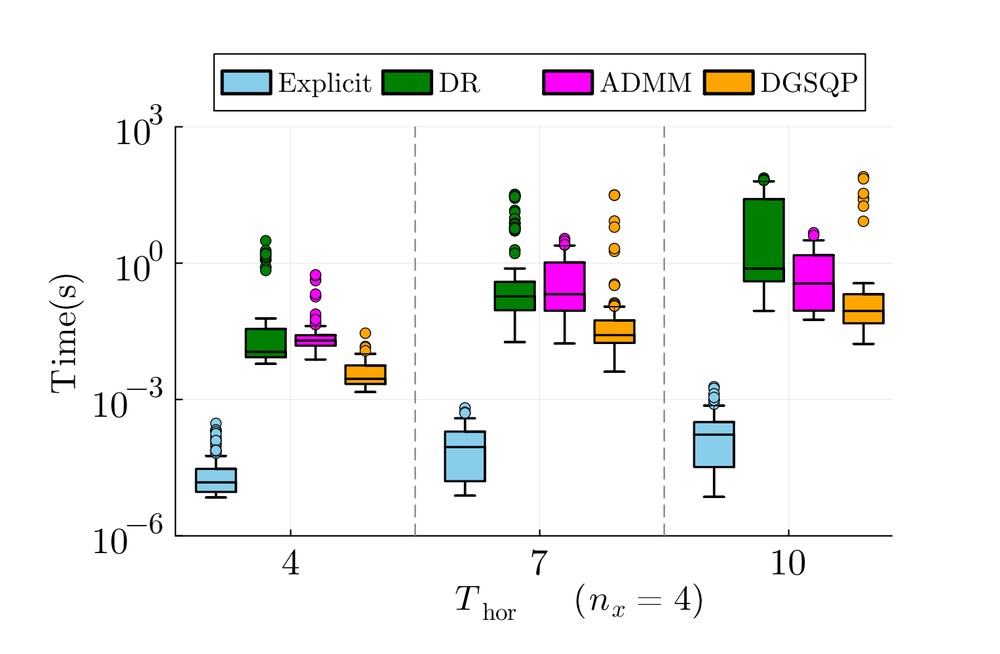 Explicit DR ADMM DGSQP
10^3
10^0
10^{-3}
10^{-6}
Time(s)
4 7 10
T_hor (n_x = 4)